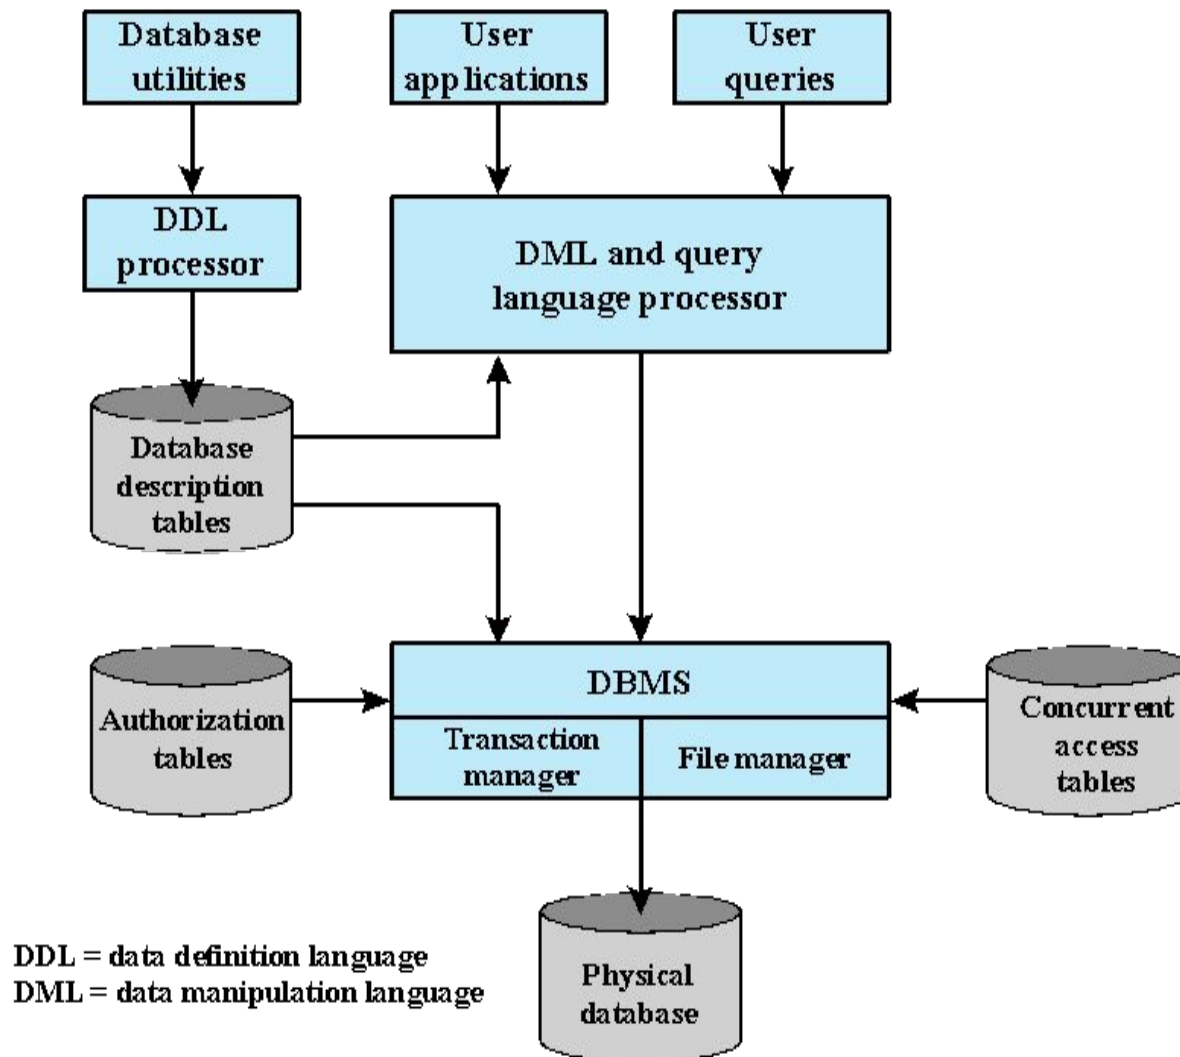 Database
utilities
User
applications
User
queries
DDL
processor
DML and query
language processor
Database
description
tables
DBMS
Transaction
manager
File manager
Authorization
tables
Concurrent
access
tables
Physical
database
DDL = data definition language
DML = data manipulation language